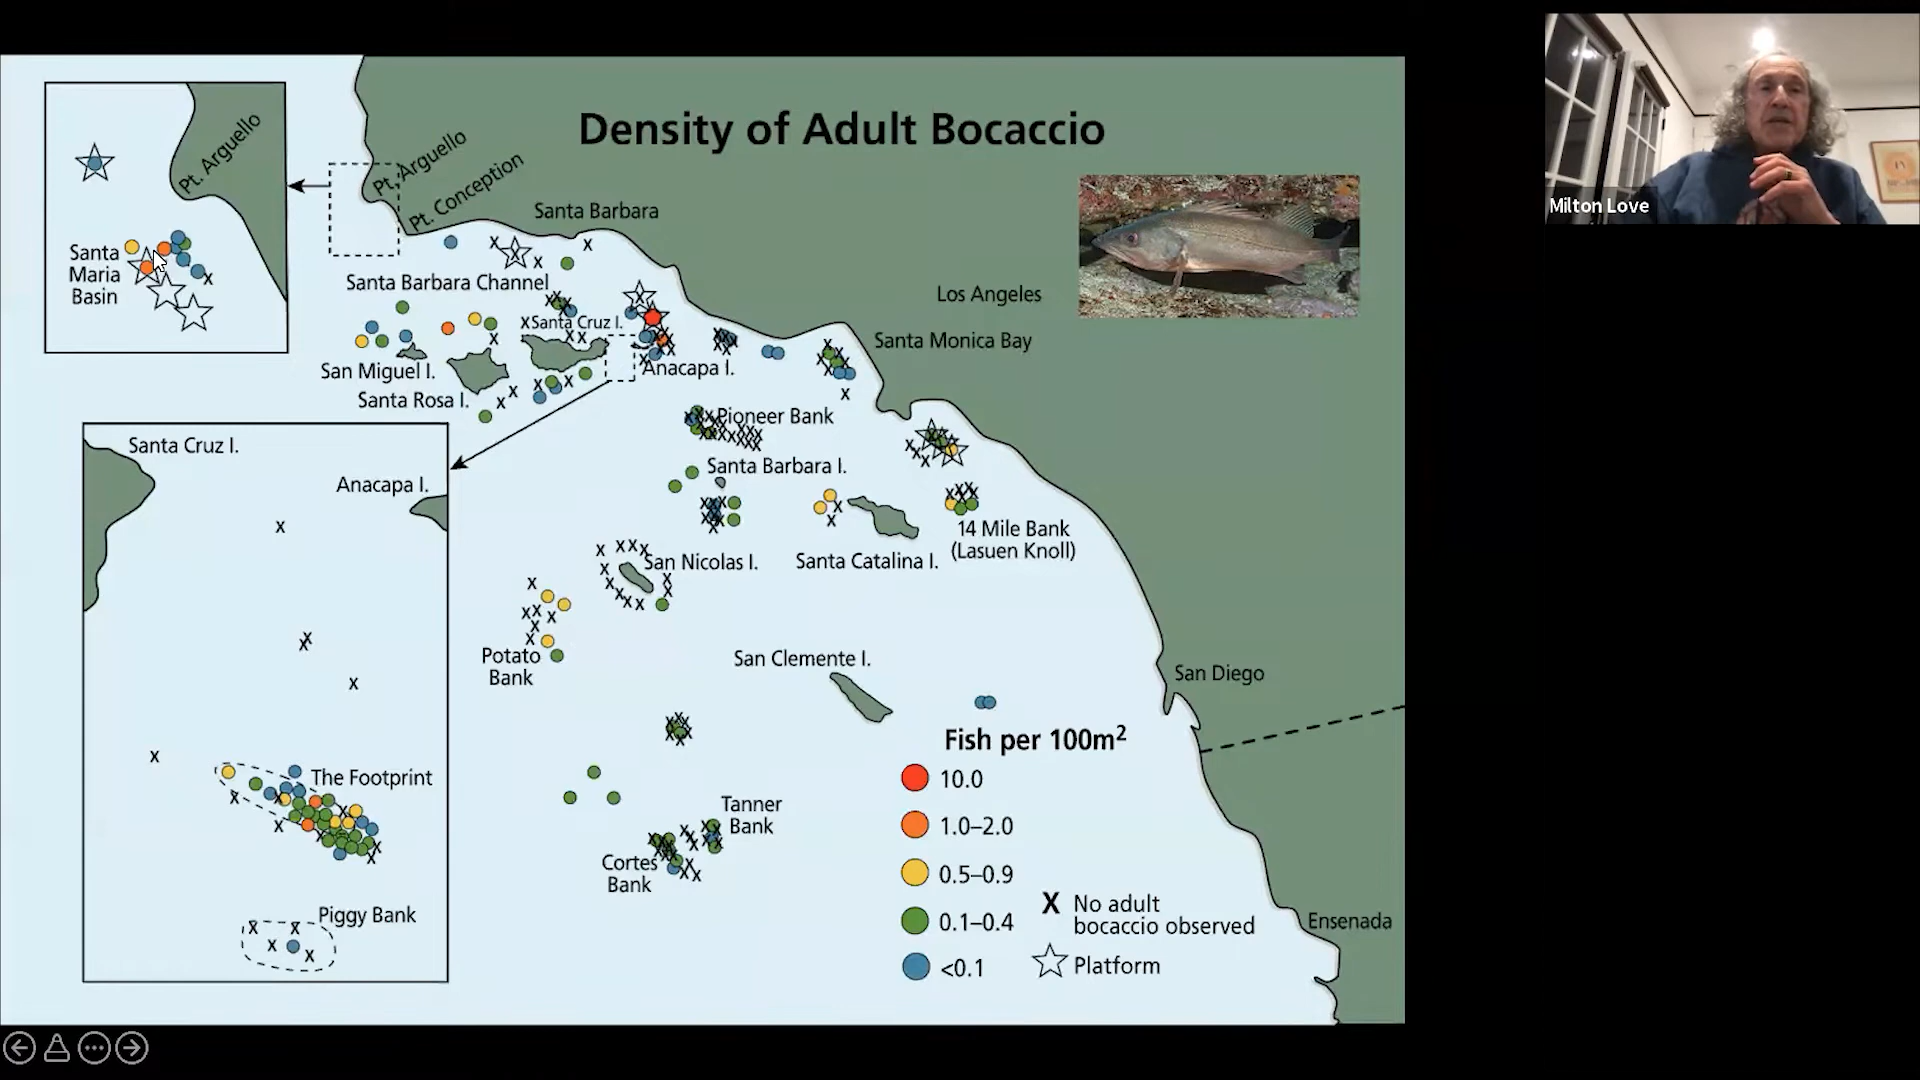 Density of Adult Bocaccio
Milton Love
Pt. Arguello
Santa
Maria
Basin
Pt. Arguello
Pt. Conception
Santa Barbara
Santa Barbara Channel
Los Angeles
Santa Monica Bay
Santa Cruz I.
San Miguel I.
Anacapa I.
Santa Rosa I.
Pioneer Bank
Santa Barbara I.
Santa Cruz I.
Anacapa I.
14 Mile Bank
(Lasuen Knoll)
San Nicolas I.
Santa Catalina I.
Potato
Bank
San Clemente I.
San Diego
The Footprint
Piggy Bank
Tanner
Bank
Cortes
Bank
Ensenada
Fish per 100m²
10.0
1.0–2.0
0.5–0.9
0.1–0.4
<0.1
X No adult
bocaccio observed
Platform